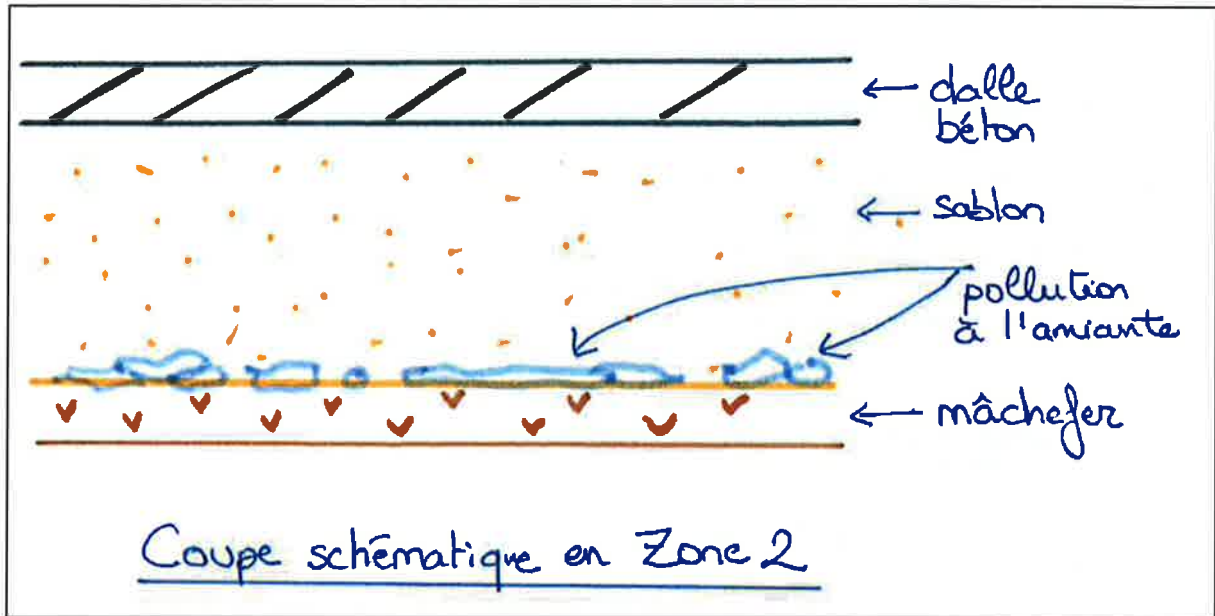 dalle
béton
sablon
pollution
à l'amiante
mâchefer
Coupe schématique en Zone 2